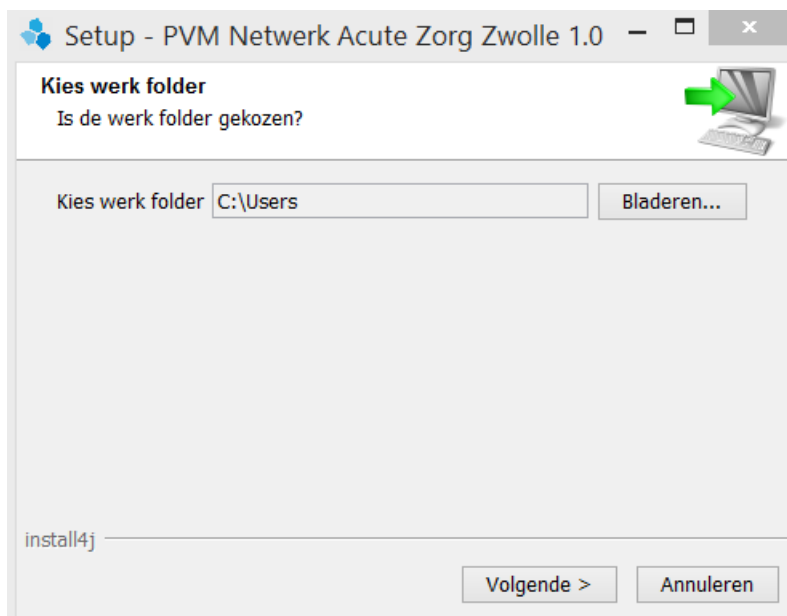 Setup - PVM Netwerk Acute Zorg Zwolle 1.0
Kies werk folder
Is de werk folder gekozen?
Kies werk folder C:\Users Bladeren...
install4j
Volgende > Annuleren